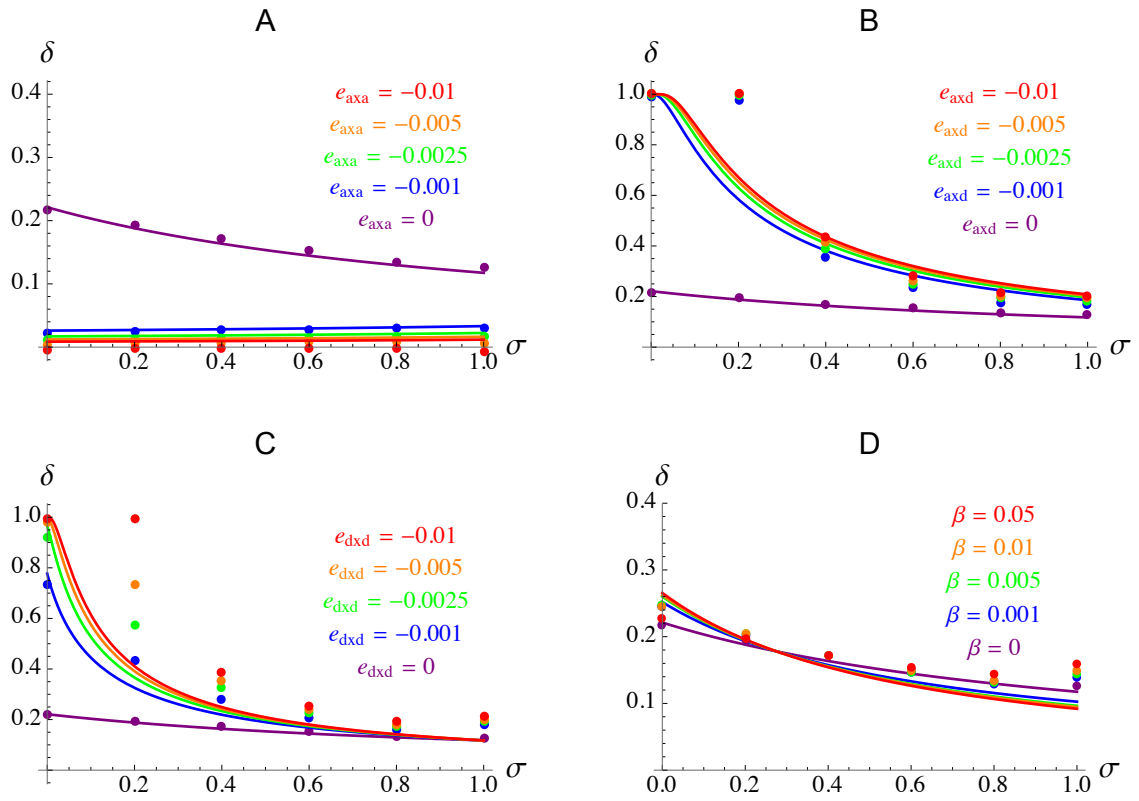 A
δ
0.4
0.3
0.2
0.1
e_axa = −0.01
e_axa = −0.005
e_axa = −0.0025
e_axa = −0.001
e_axa = 0
0.2 0.4 0.6 0.8 1.0 σ
B
δ
1.0
0.8
0.6
0.4
0.2
e_axd = −0.01
e_axd = −0.005
e_axd = −0.0025
e_axd = −0.001
e_axd = 0
0.2 0.4 0.6 0.8 1.0 σ
C
δ
1.0
0.8
0.6
0.4
0.2
e_dxd = −0.01
e_dxd = −0.005
e_dxd = −0.0025
e_dxd = −0.001
e_dxd = 0
0.2 0.4 0.6 0.8 1.0 σ
D
δ
0.4
0.3
0.2
0.1
β = 0.05
β = 0.01
β = 0.005
β = 0.001
β = 0
0.0 0.2 0.4 0.6 0.8 1.0 σ